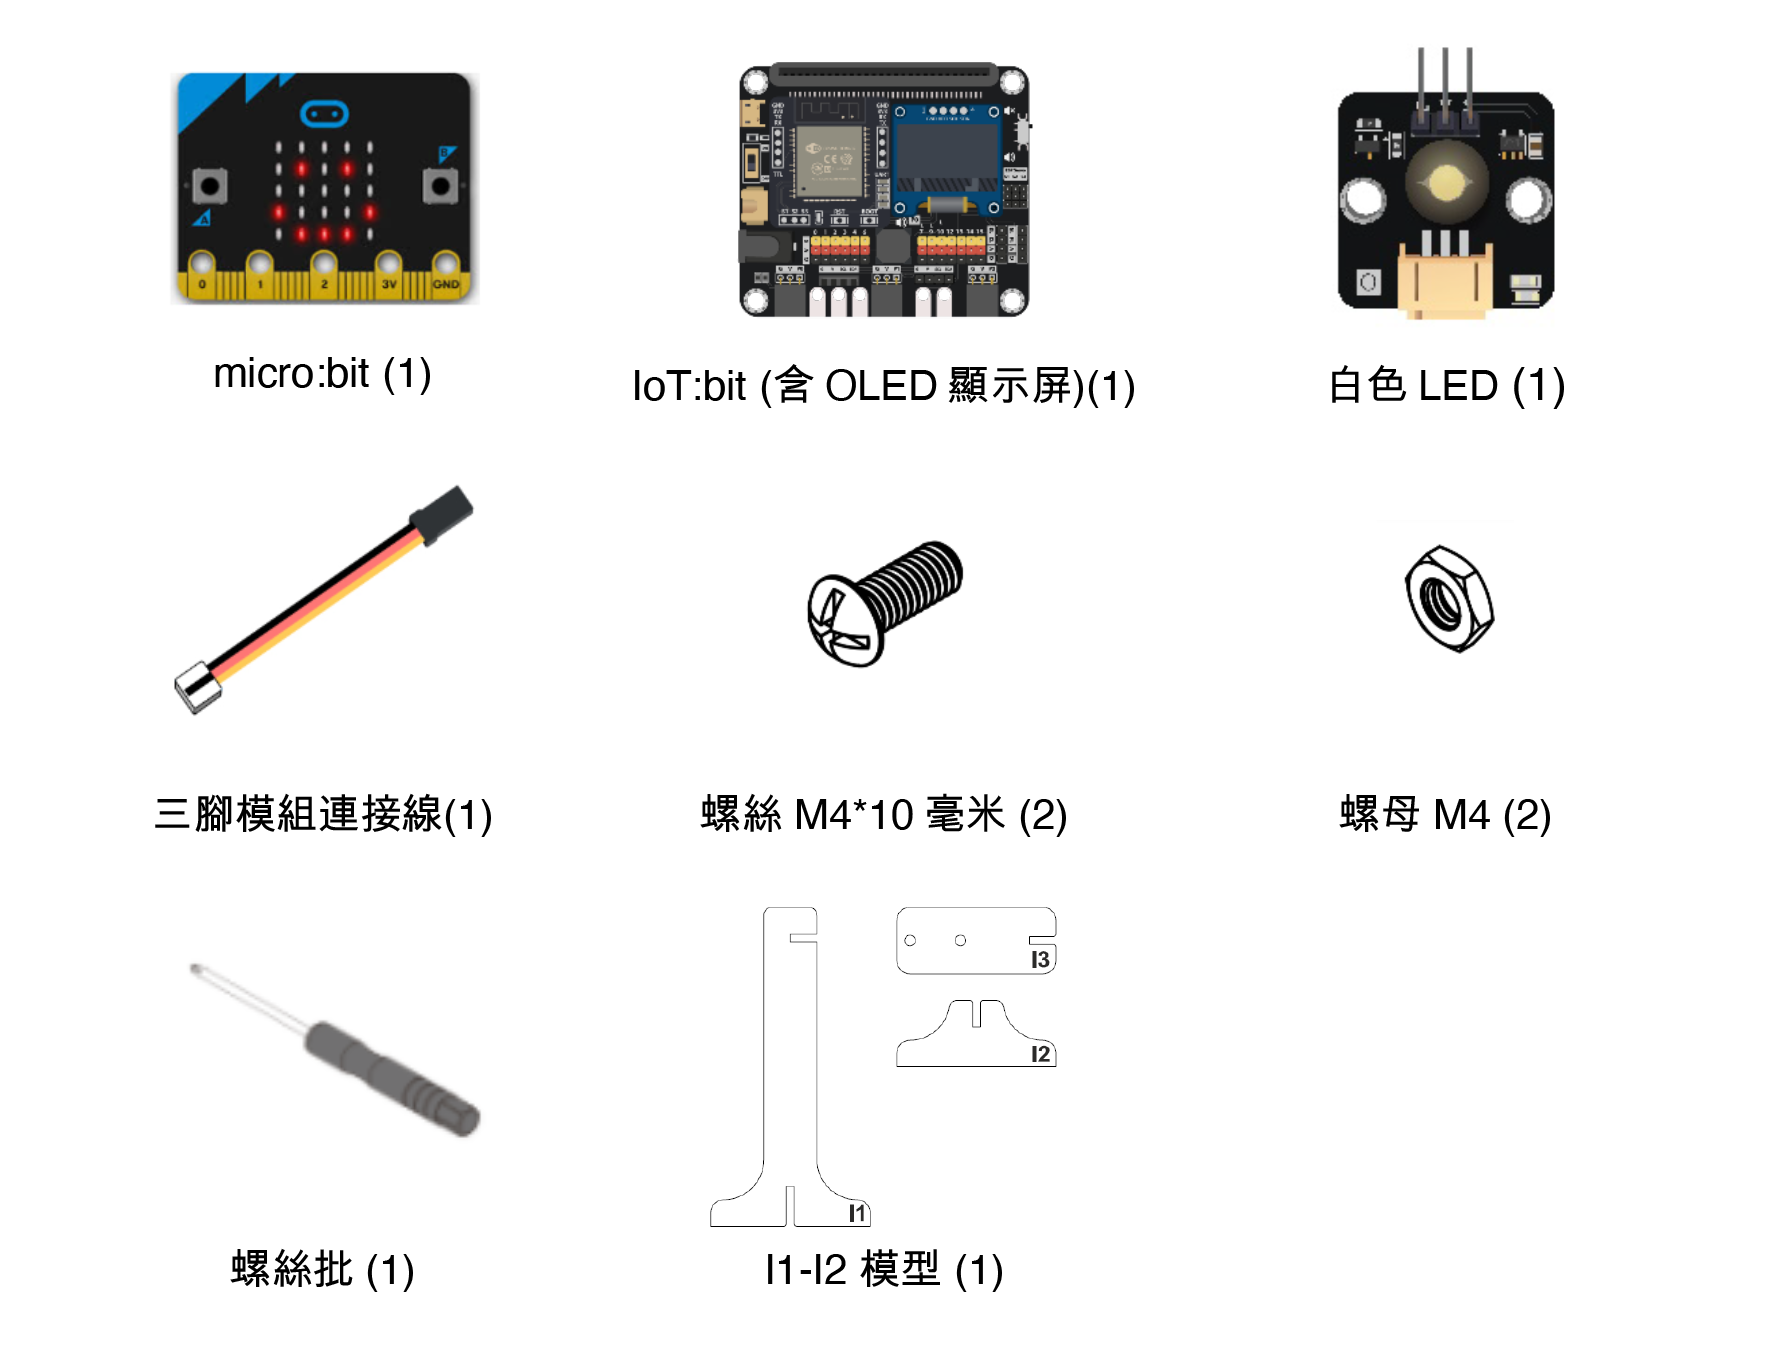 A
B
0 1 2 3V GND
micro:bit (1)
IoT:bit (含 OLED 顯示屏)(1)
白色 LED (1)
三腳模組連接線(1)
螺絲 M4*10 毫米 (2)
螺母 M4 (2)
I3
I2
I1
螺絲批 (1)
I1-I2 模型 (1)